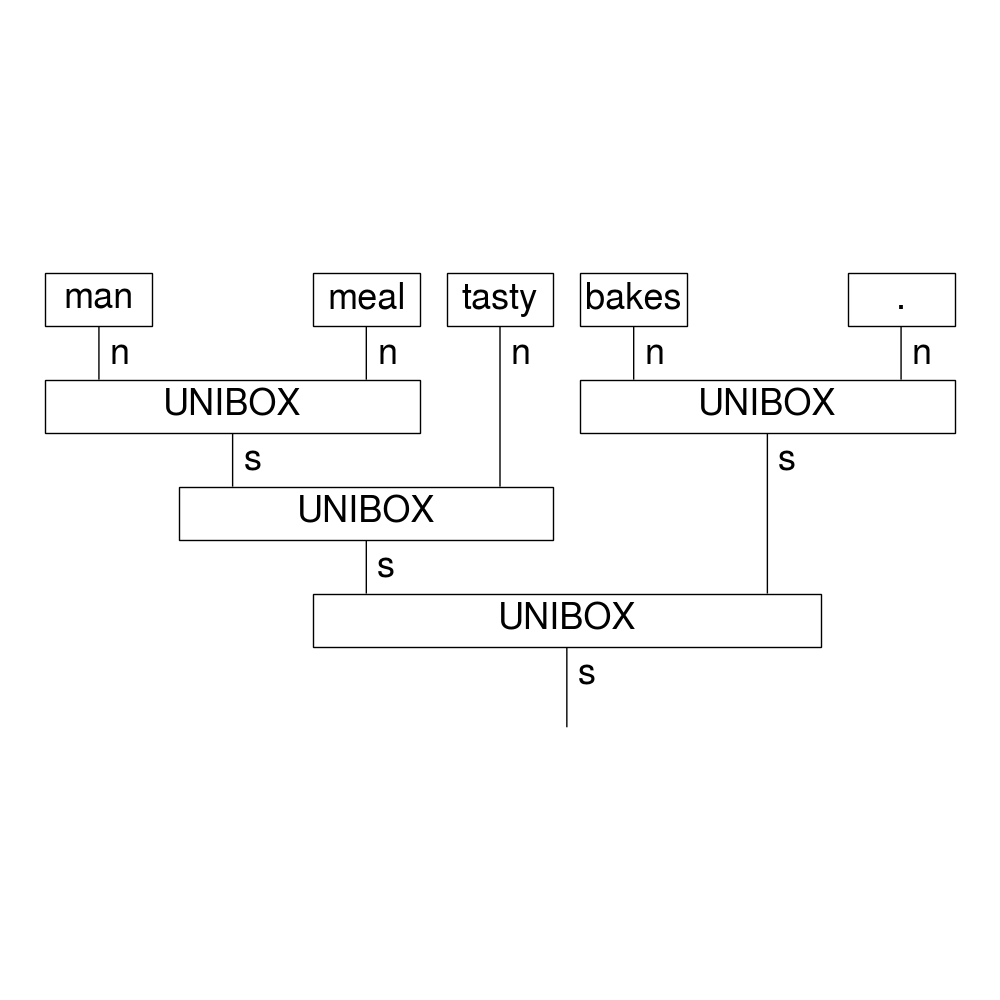 man meal tasty bakes .
n n n n n
UNIBOX UNIBOX
s s
UNIBOX
s
UNIBOX
s